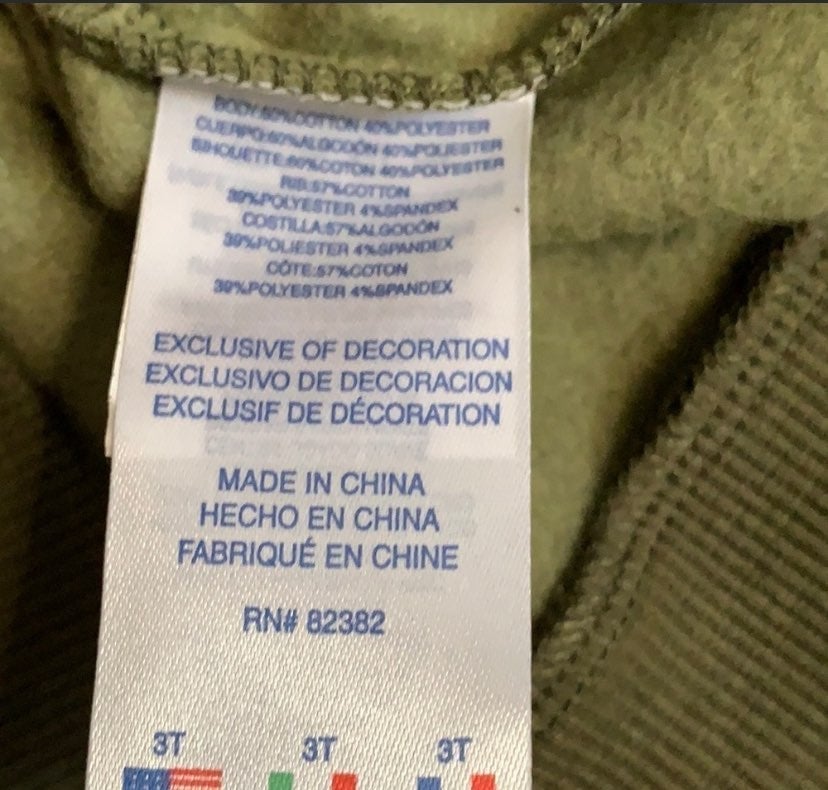 BODY:60%COTTON 40%POLYESTER
CUERPO:60%ALGODÓN 40%POLIESTER
SIHOUETTE:60%COTON 40%POLYESTER
RIB:57%COTTON
39%POLYESTER 4%SPANDEX
COSTILLA:57%ALGODÓN
39%POLIESTER 4%SPANDEX
CÔTE:57%COTON
39%POLYESTER 4%SPANDEX
EXCLUSIVE OF DECORATION
EXCLUSIVO DE DECORACION
EXCLUSIF DE DÉCORATION
MADE IN CHINA
HECHO EN CHINA
FABRIQUÉ EN CHINE
RN# 82382
3T 3T 3T